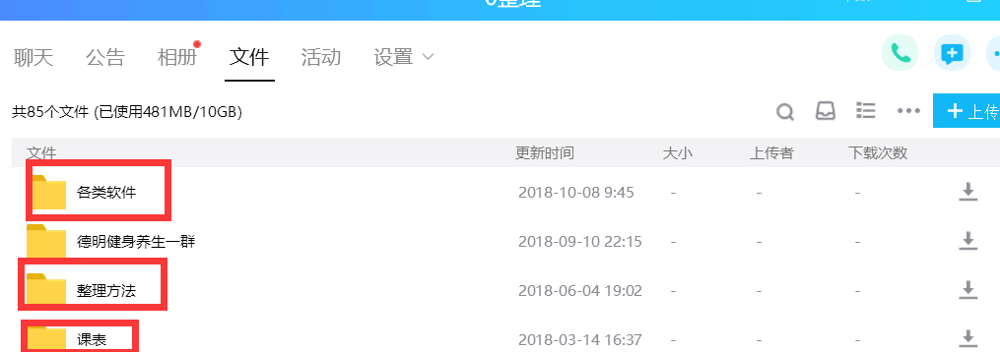 整理
聊天 公告 相册 文件 活动 设置
共85个文件 (已使用481MB/10GB) 上传
文件 更新时间 大小 上传者 下载次数
各类软件 2018-10-08 9:45 - - -
德明健身养生一群 2018-09-10 22:15 - - -
整理方法 2018-06-04 19:02 - - -
课表 2018-03-14 16:37 - - -